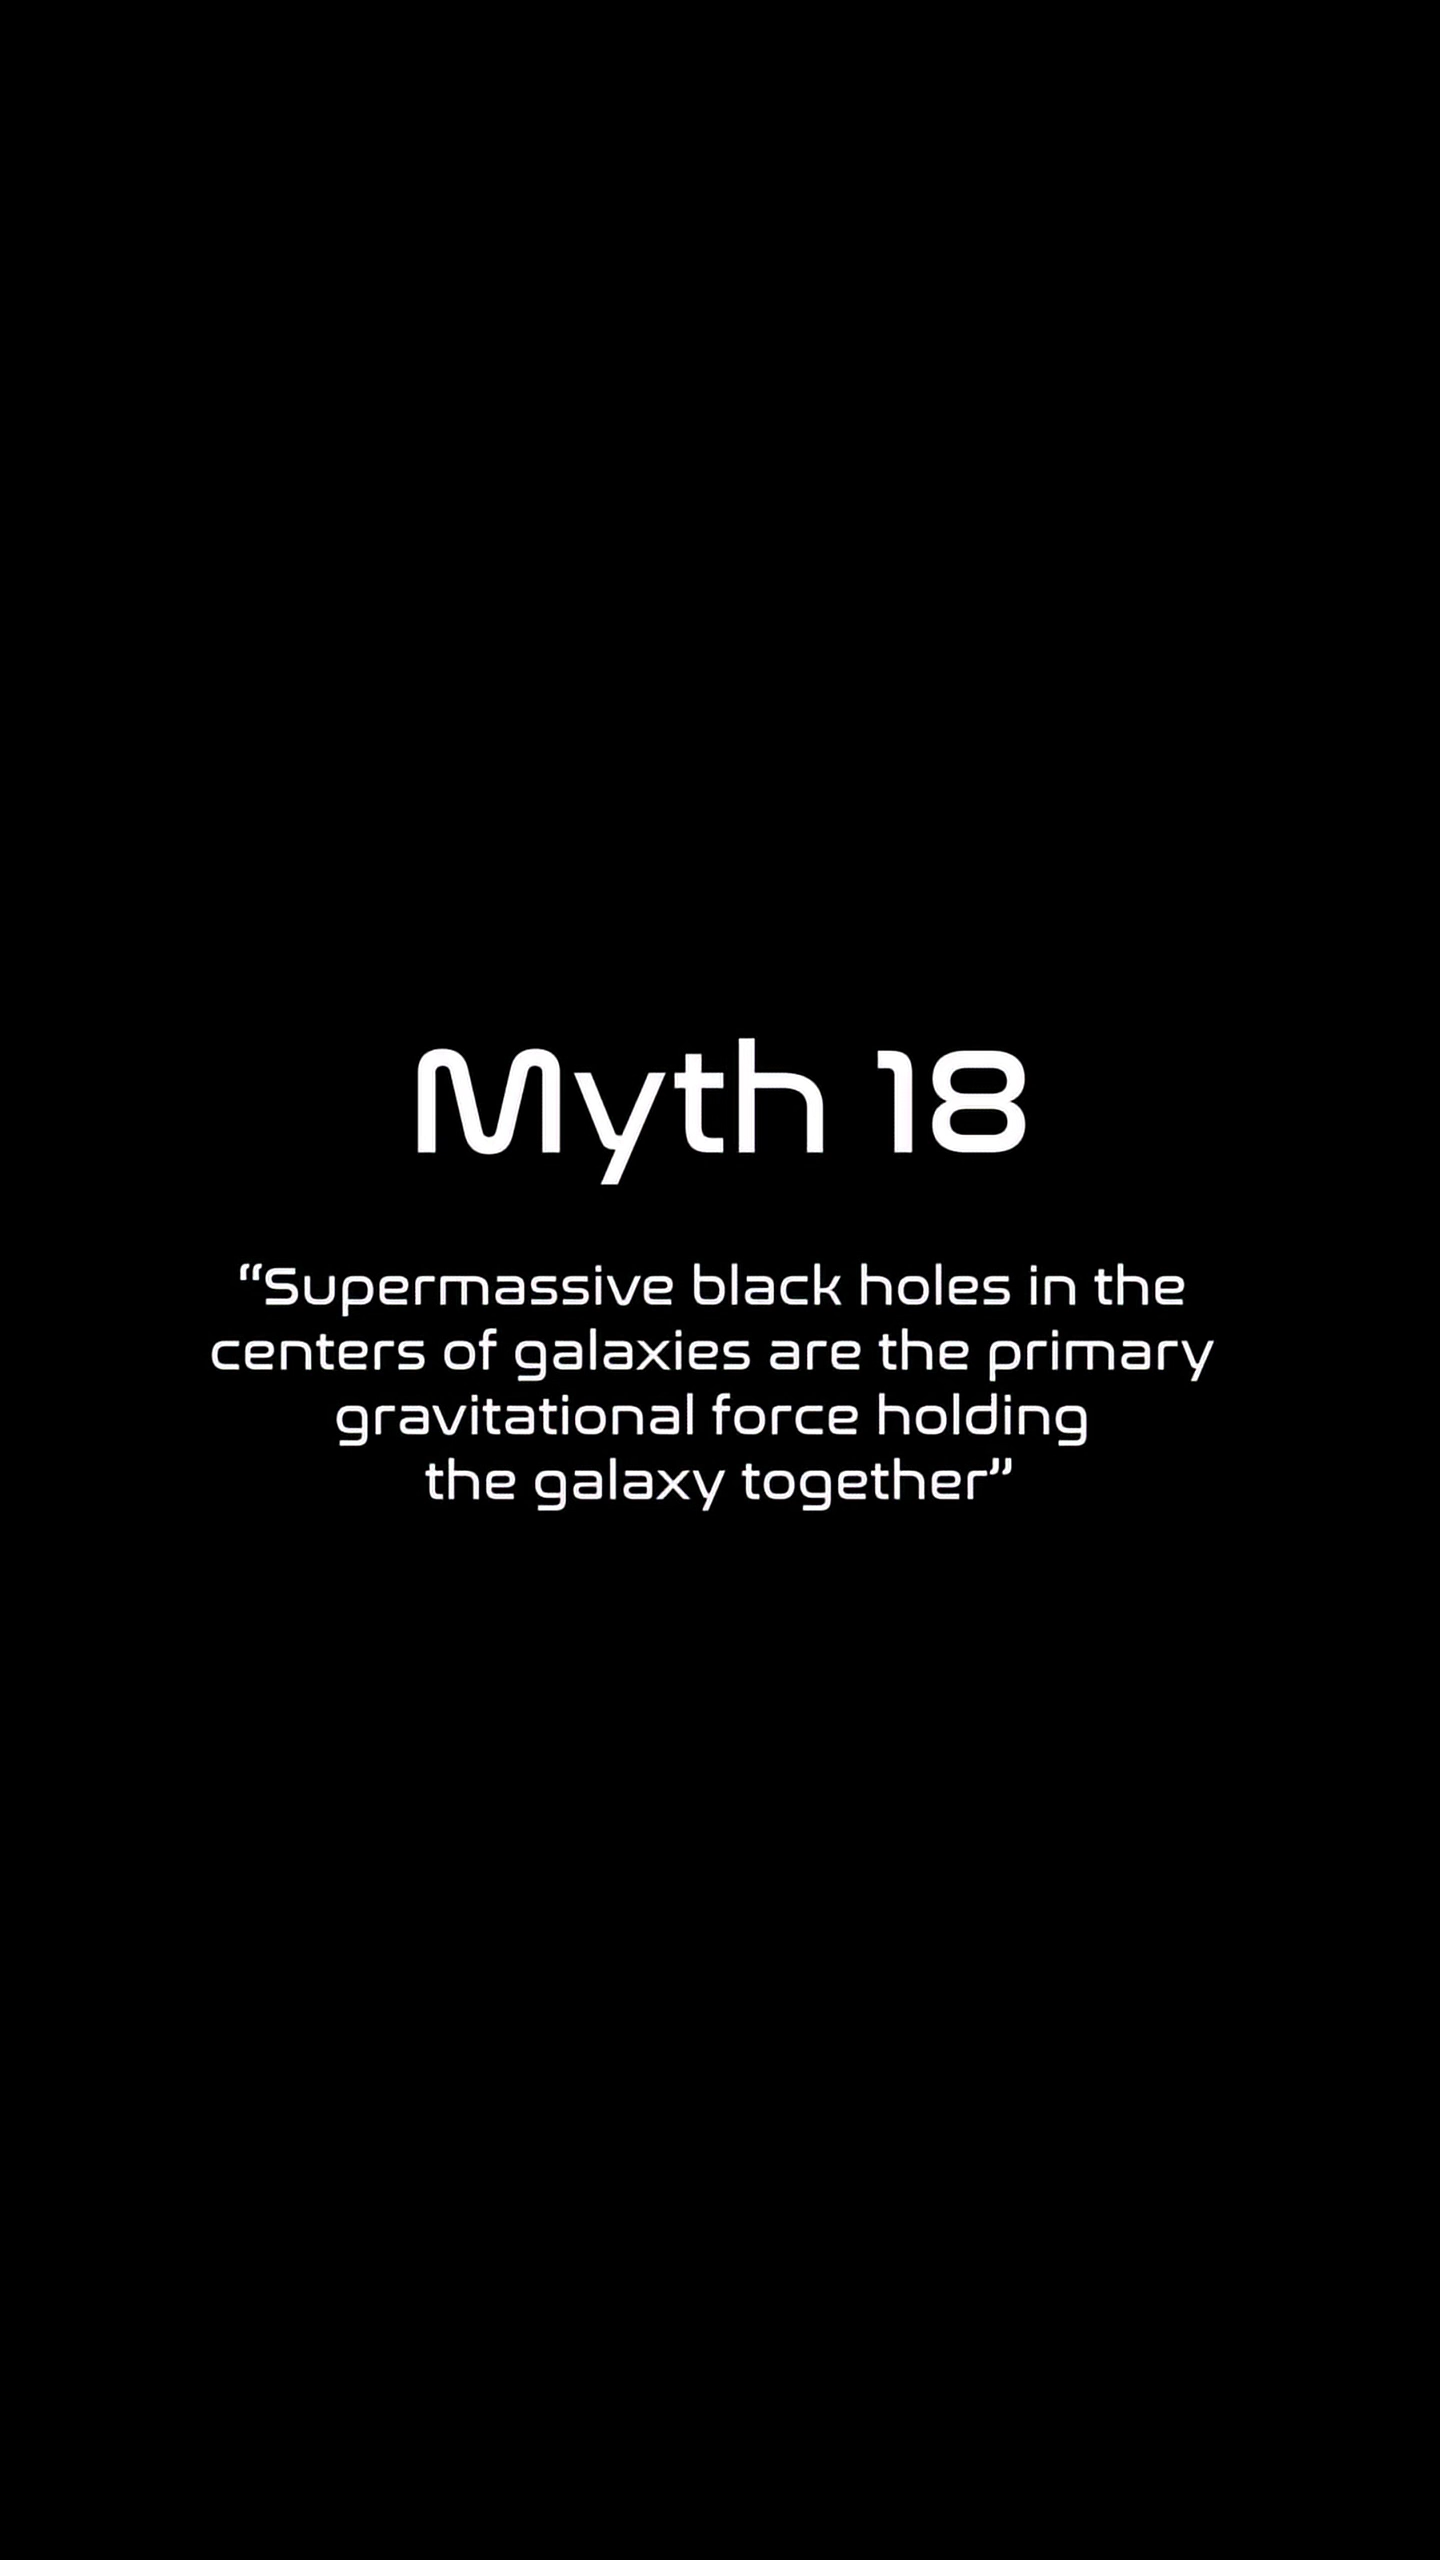 Myth 18
“Supermassive black holes in the
centers of galaxies are the primary
gravitational force holding
the galaxy together”